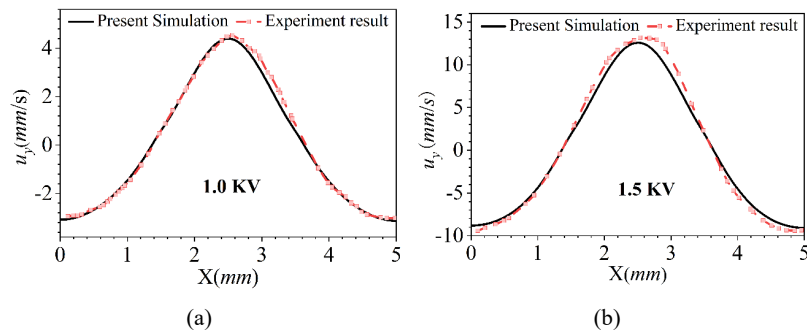 Present Simulation Experiment result
u_y(mm/s)
4
2
0
-2
1.0 KV
0 1 2 3 4 5
X(mm)
(a)
Present Simulation Experiment result
u_y(mm/s)
15
10
5
0
-5
-10
1.5 KV
0 1 2 3 4 5
X(mm)
(b)